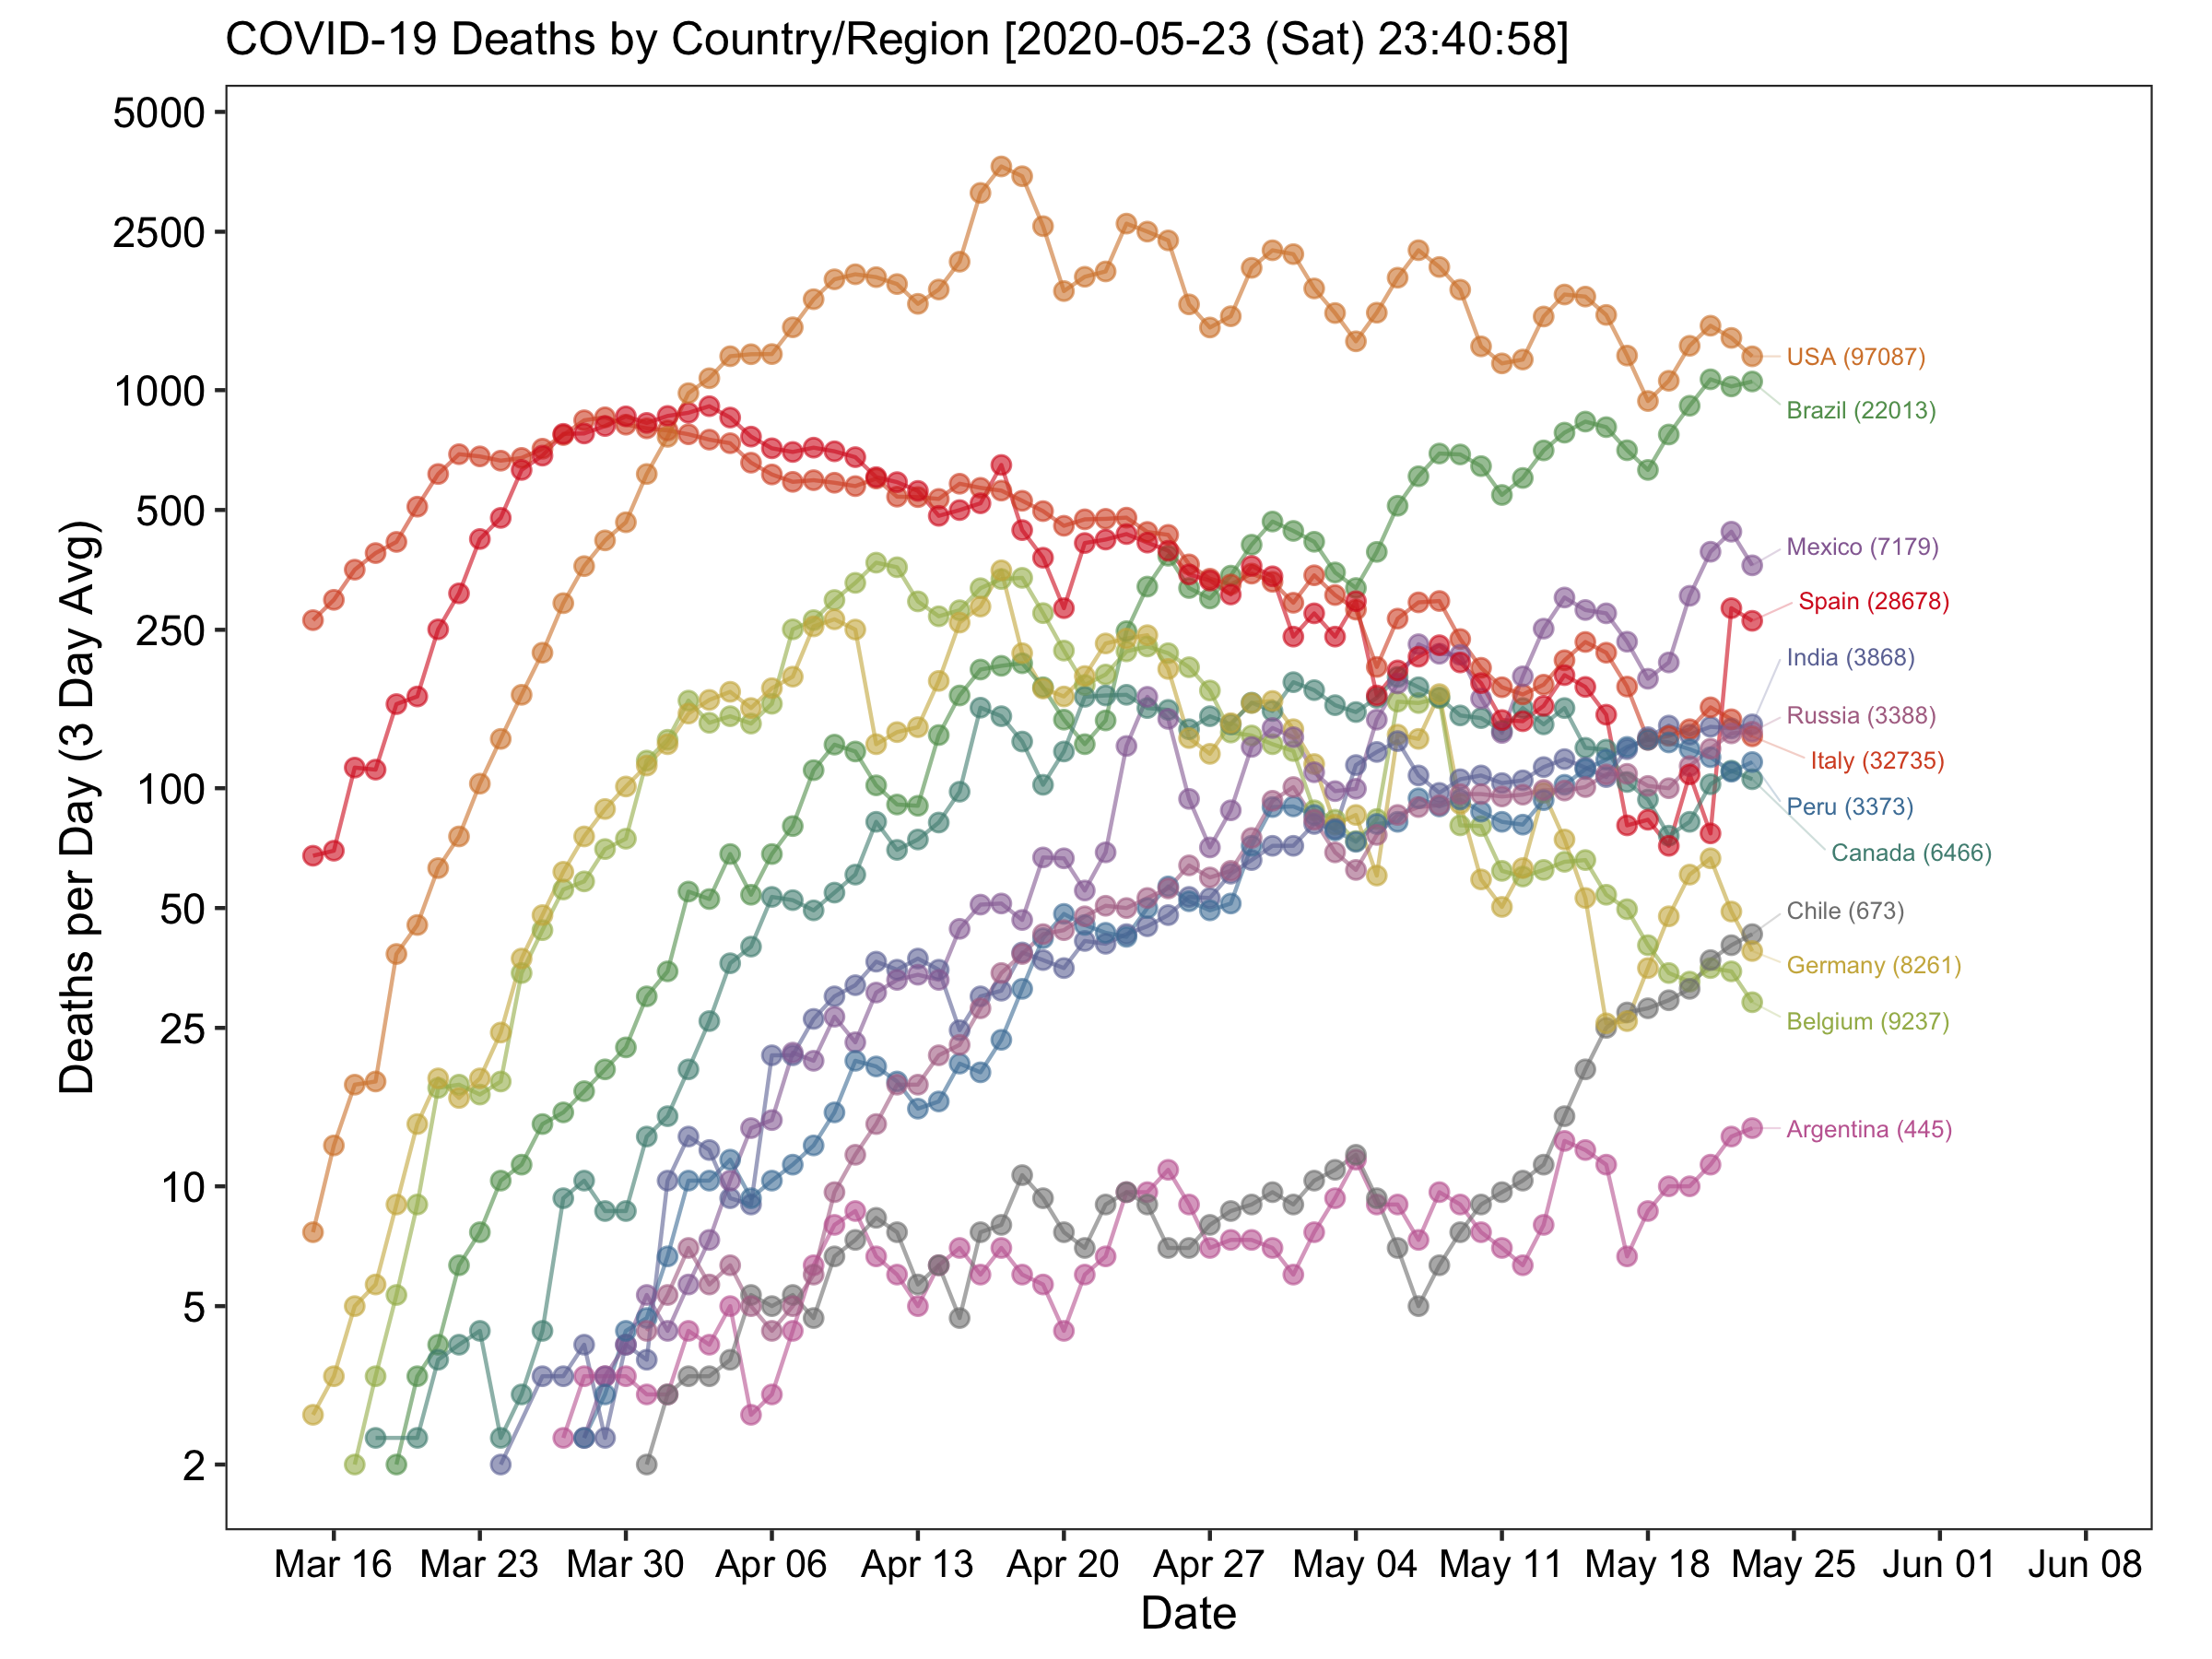 COVID-19 Deaths by Country/Region [2020-05-23 (Sat) 23:40:58]
Deaths per Day (3 Day Avg)
5000
2500
1000
500
250
100
50
25
10
5
2
USA (97087)
Brazil (22013)
Mexico (7179)
Spain (28678)
India (3868)
Russia (3388)
Italy (32735)
Peru (3373)
Canada (6466)
Chile (673)
Germany (8261)
Belgium (9237)
Argentina (445)
Mar 16 Mar 23 Mar 30 Apr 06 Apr 13 Apr 20 Apr 27 May 04 May 11 May 18 May 25 Jun 01 Jun 08
Date